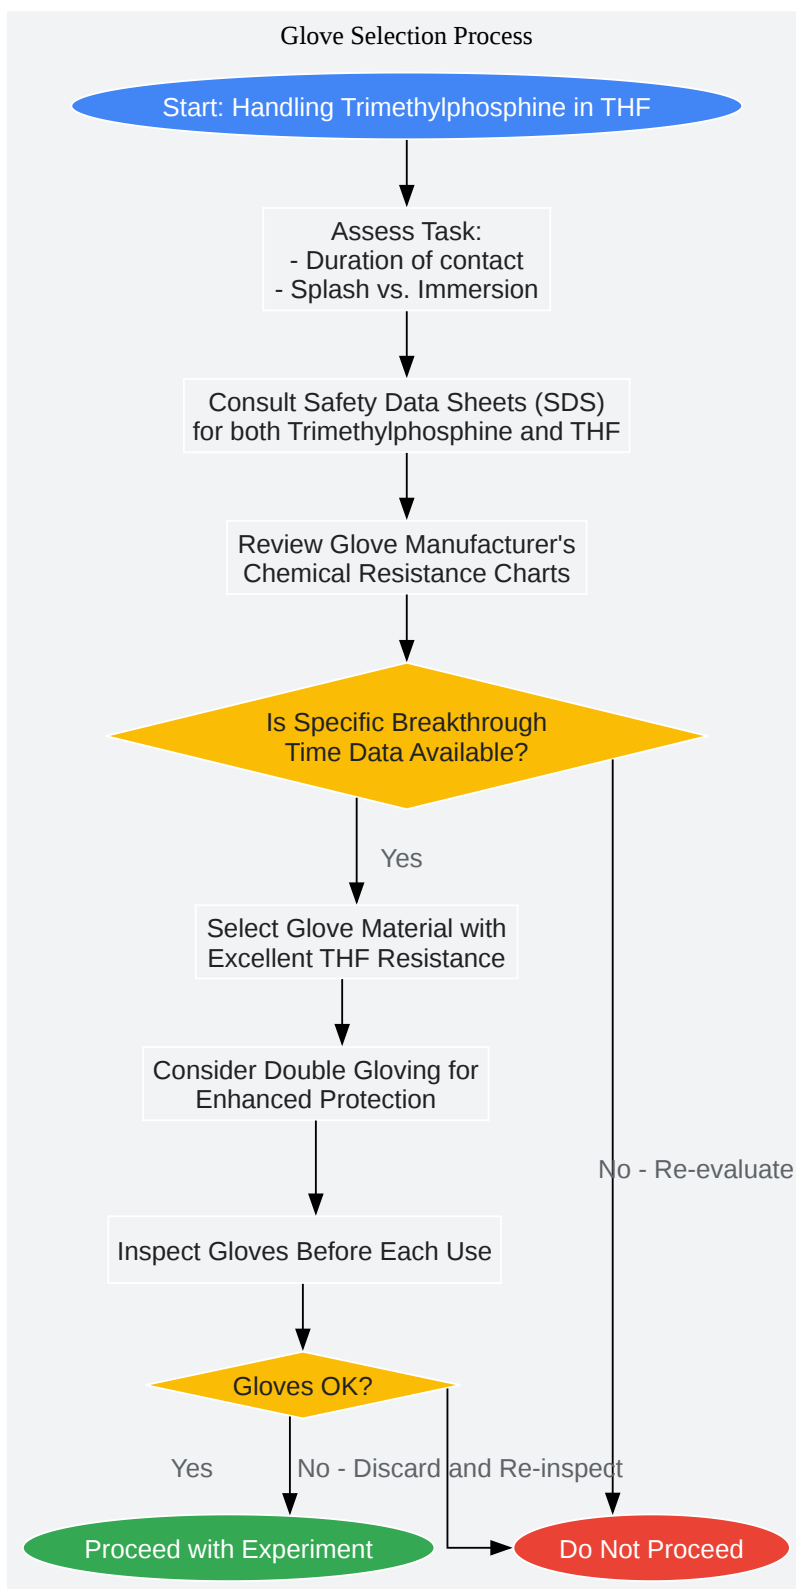 Glove Selection Process
Start: Handling Trimethylphosphine in THF
Assess Task:
- Duration of contact
- Splash vs. Immersion
Consult Safety Data Sheets (SDS)
for both Trimethylphosphine and THF
Review Glove Manufacturer's
Chemical Resistance Charts
Is Specific Breakthrough
Time Data Available?
Yes
Select Glove Material with
Excellent THF Resistance
Consider Double Gloving for
Enhanced Protection
No - Re-evaluate
Inspect Gloves Before Each Use
Gloves OK?
Yes
No - Discard and Re-inspect
Proceed with Experiment
Do Not Proceed